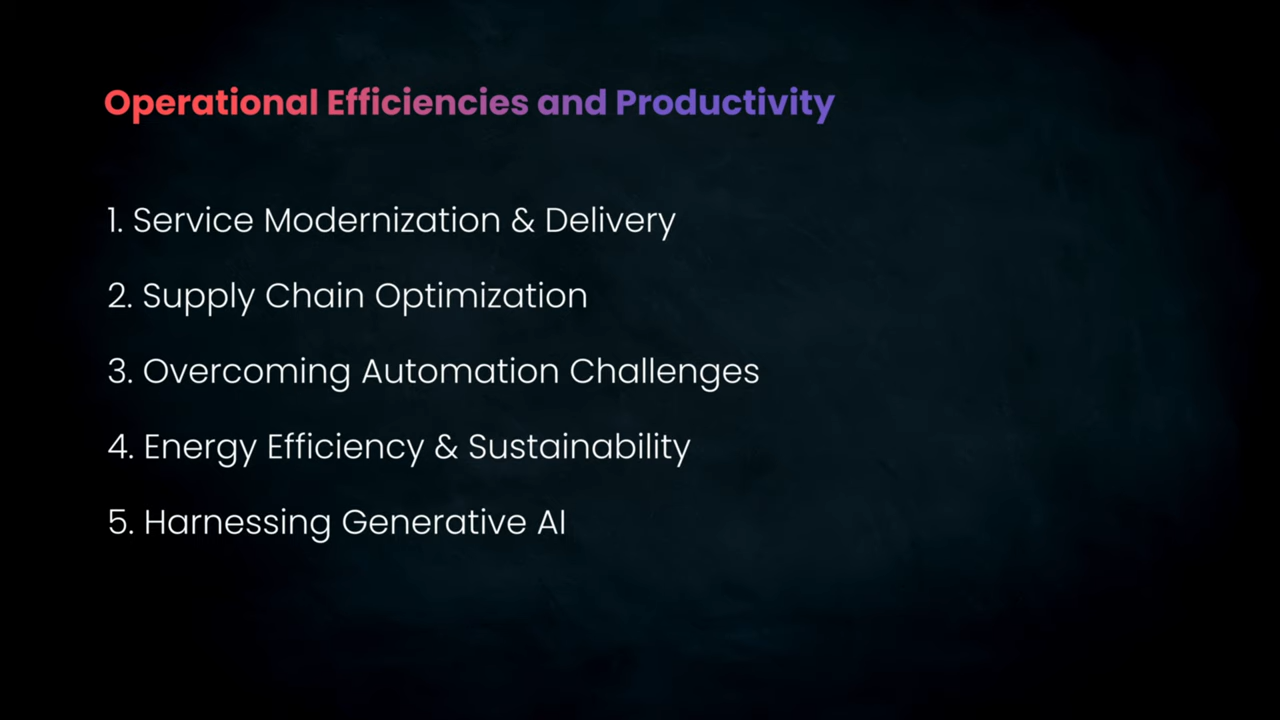 Operational Efficiencies and Productivity
1. Service Modernization & Delivery
2. Supply Chain Optimization
3. Overcoming Automation Challenges
4. Energy Efficiency & Sustainability
5. Harnessing Generative AI